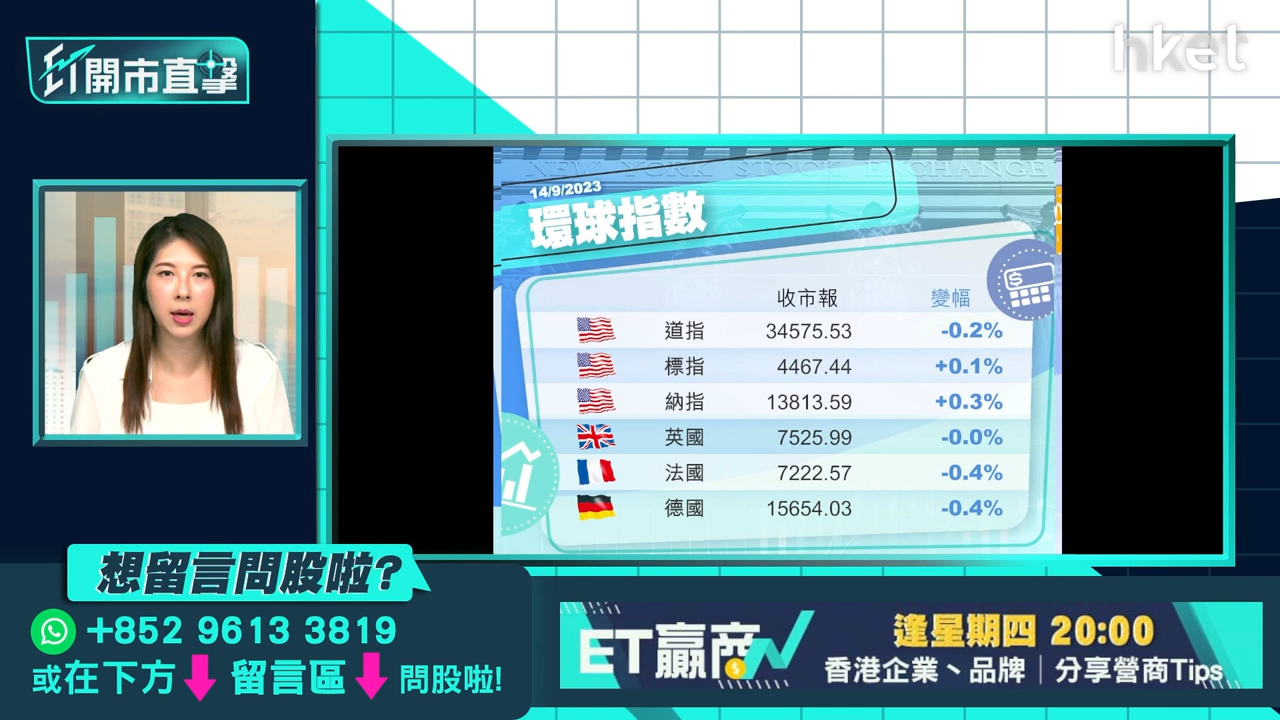 ET開市直擊
hket
NEW YORK STOCK EXCHANGE
14/9/2023
環球指數
收市報 變幅
道指 34575.53 -0.2%
標指 4467.44 +0.1%
納指 13813.59 +0.3%
英國 7525.99 -0.0%
法國 7222.57 -0.4%
德國 15654.03 -0.4%
想留言問股啦?
+852 9613 3819
或在下方 留言區 問股啦!
ET贏商
逢星期四 20:00
香港企業、品牌｜分享營商Tips